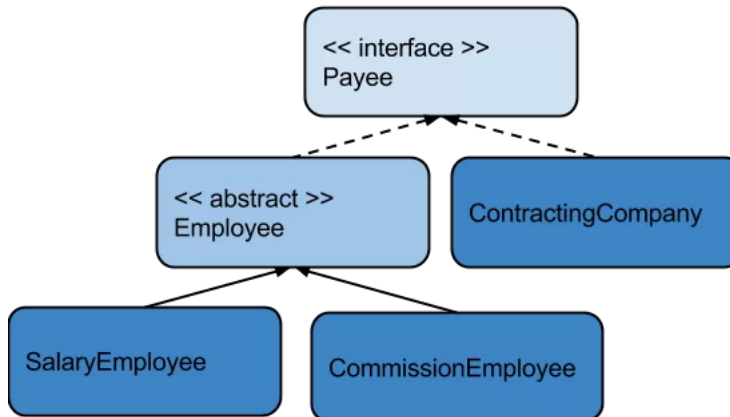 << interface >>
Payee
<< abstract >>
Employee
ContractingCompany
SalaryEmployee
CommissionEmployee